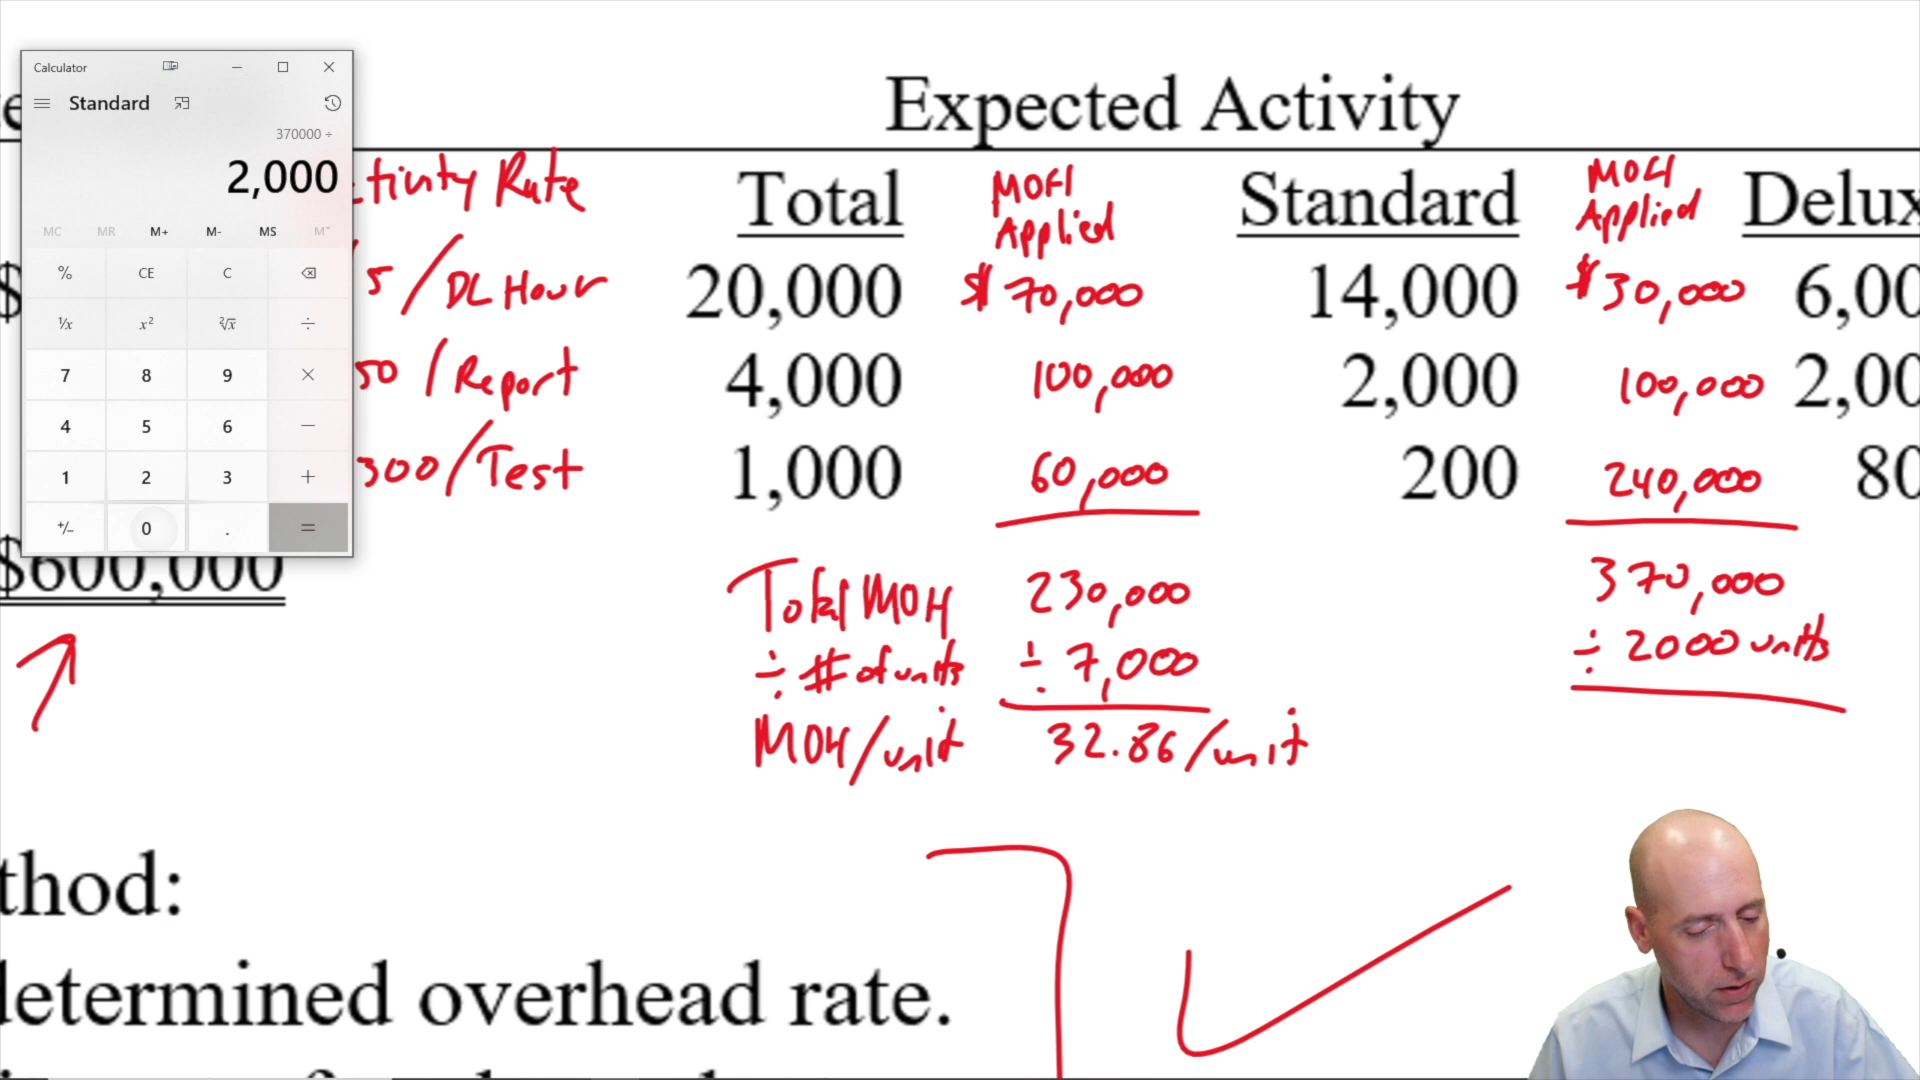 Calculator
Standard
370000 ÷
2,000
MC MR M+ M- MS M˅
% CE C
¹/x x² ²√x ÷
7 8 9 ×
4 5 6 −
1 2 3 +
+/− 0 . =
Expected Activity
tivity Rate Total MOH Applied Standard MOH Applied Delux
5 / DL Hour 20,000 $ 70,000 14,000 $ 30,000 6,00
50 / Report 4,000 100,000 2,000 100,000 2,00
300 / Test 1,000 60,000 200 240,000 80
$600,000
Total MOH 230,000 370,000
÷ # of units ÷ 7,000 ÷ 2000 units
MOH/unit 32.86/unit
thod:
determined overhead rate.